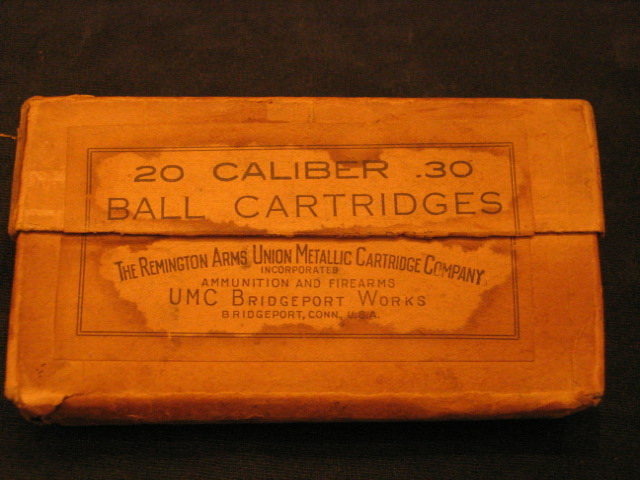 20 CALIBER .30
BALL CARTRIDGES
THE REMINGTON ARMS UNION METALLIC CARTRIDGE COMPANY
INCORPORATED
AMMUNITION AND FIREARMS
UMC BRIDGEPORT WORKS
BRIDGEPORT, CONN., U.S.A.